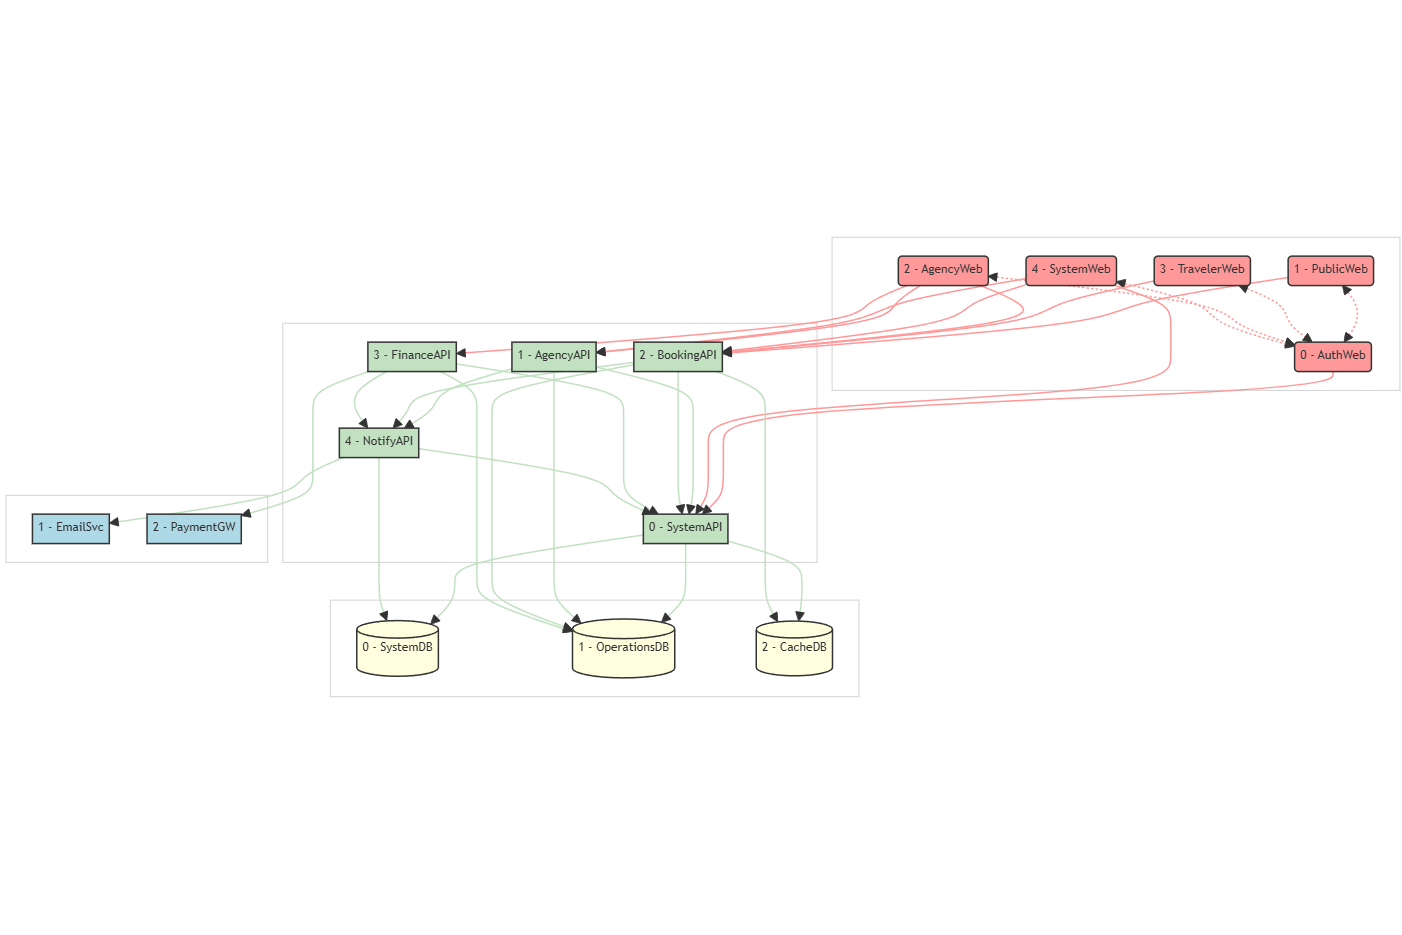 2 - AgencyWeb
4 - SystemWeb
3 - TravelerWeb
1 - PublicWeb
3 - FinanceAPI
1 - AgencyAPI
2 - BookingAPI
0 - AuthWeb
4 - NotifyAPI
1 - EmailSvc
2 - PaymentGW
0 - SystemAPI
0 - SystemDB
1 - OperationsDB
2 - CacheDB